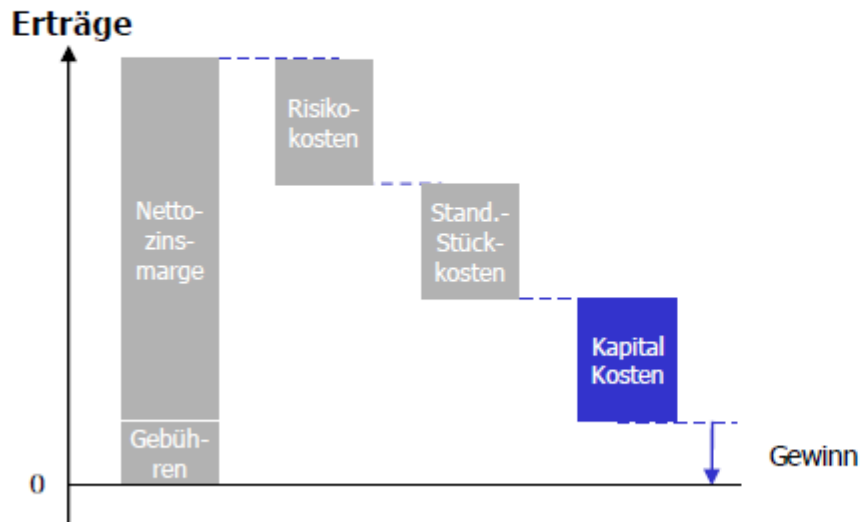 Erträge
Risiko-
kosten
Netto-
zins-
marge
Stand.-
Stück-
kosten
Kapital
Kosten
Gebüh-
ren
Gewinn
0